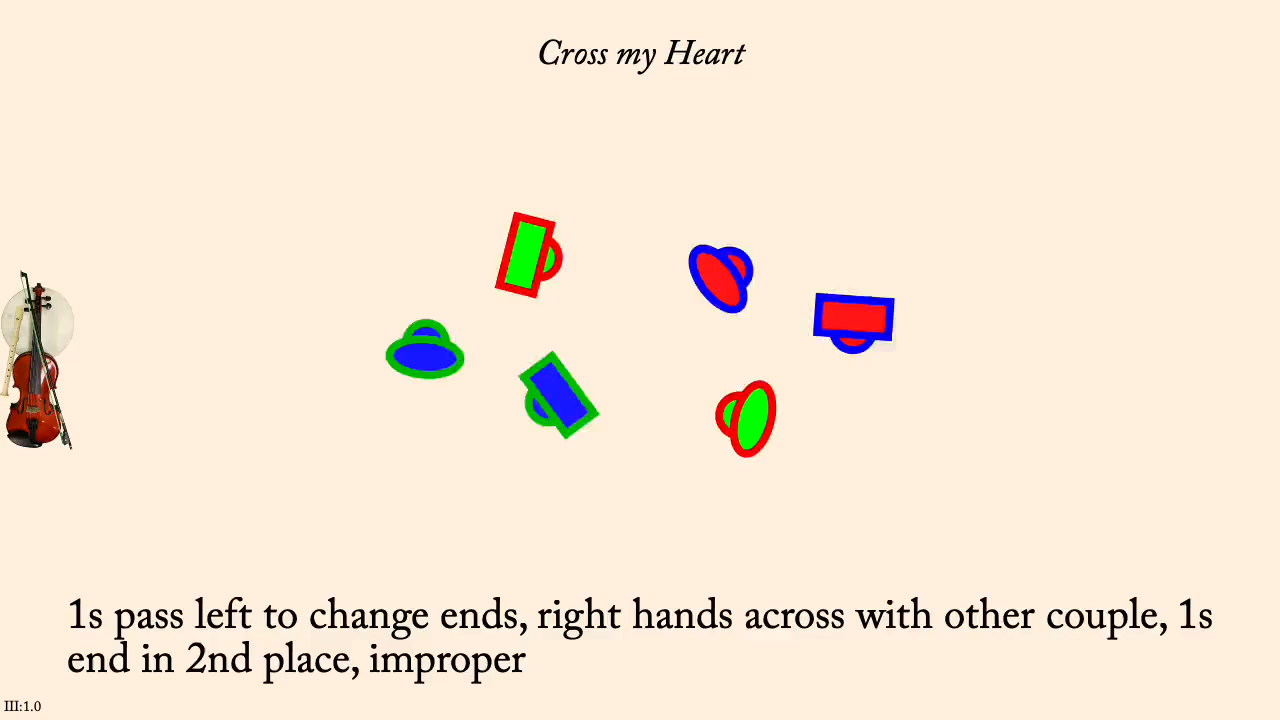 Cross my Heart
1s pass left to change ends, right hands across with other couple, 1s
end in 2nd place, improper
III:1.0